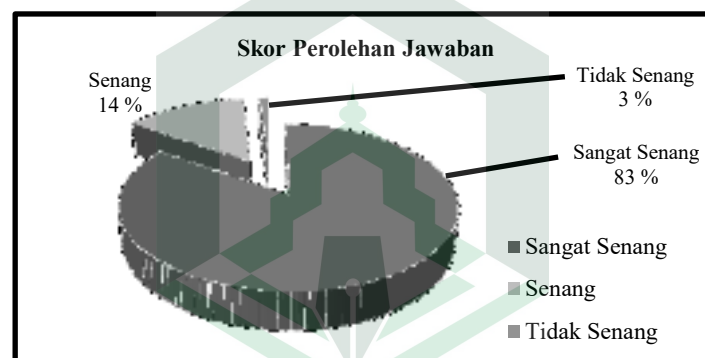 Skor Perolehan Jawaban
Senang
14 %
Tidak Senang
3 %
Sangat Senang
83 %
Sangat Senang
Senang
Tidak Senang